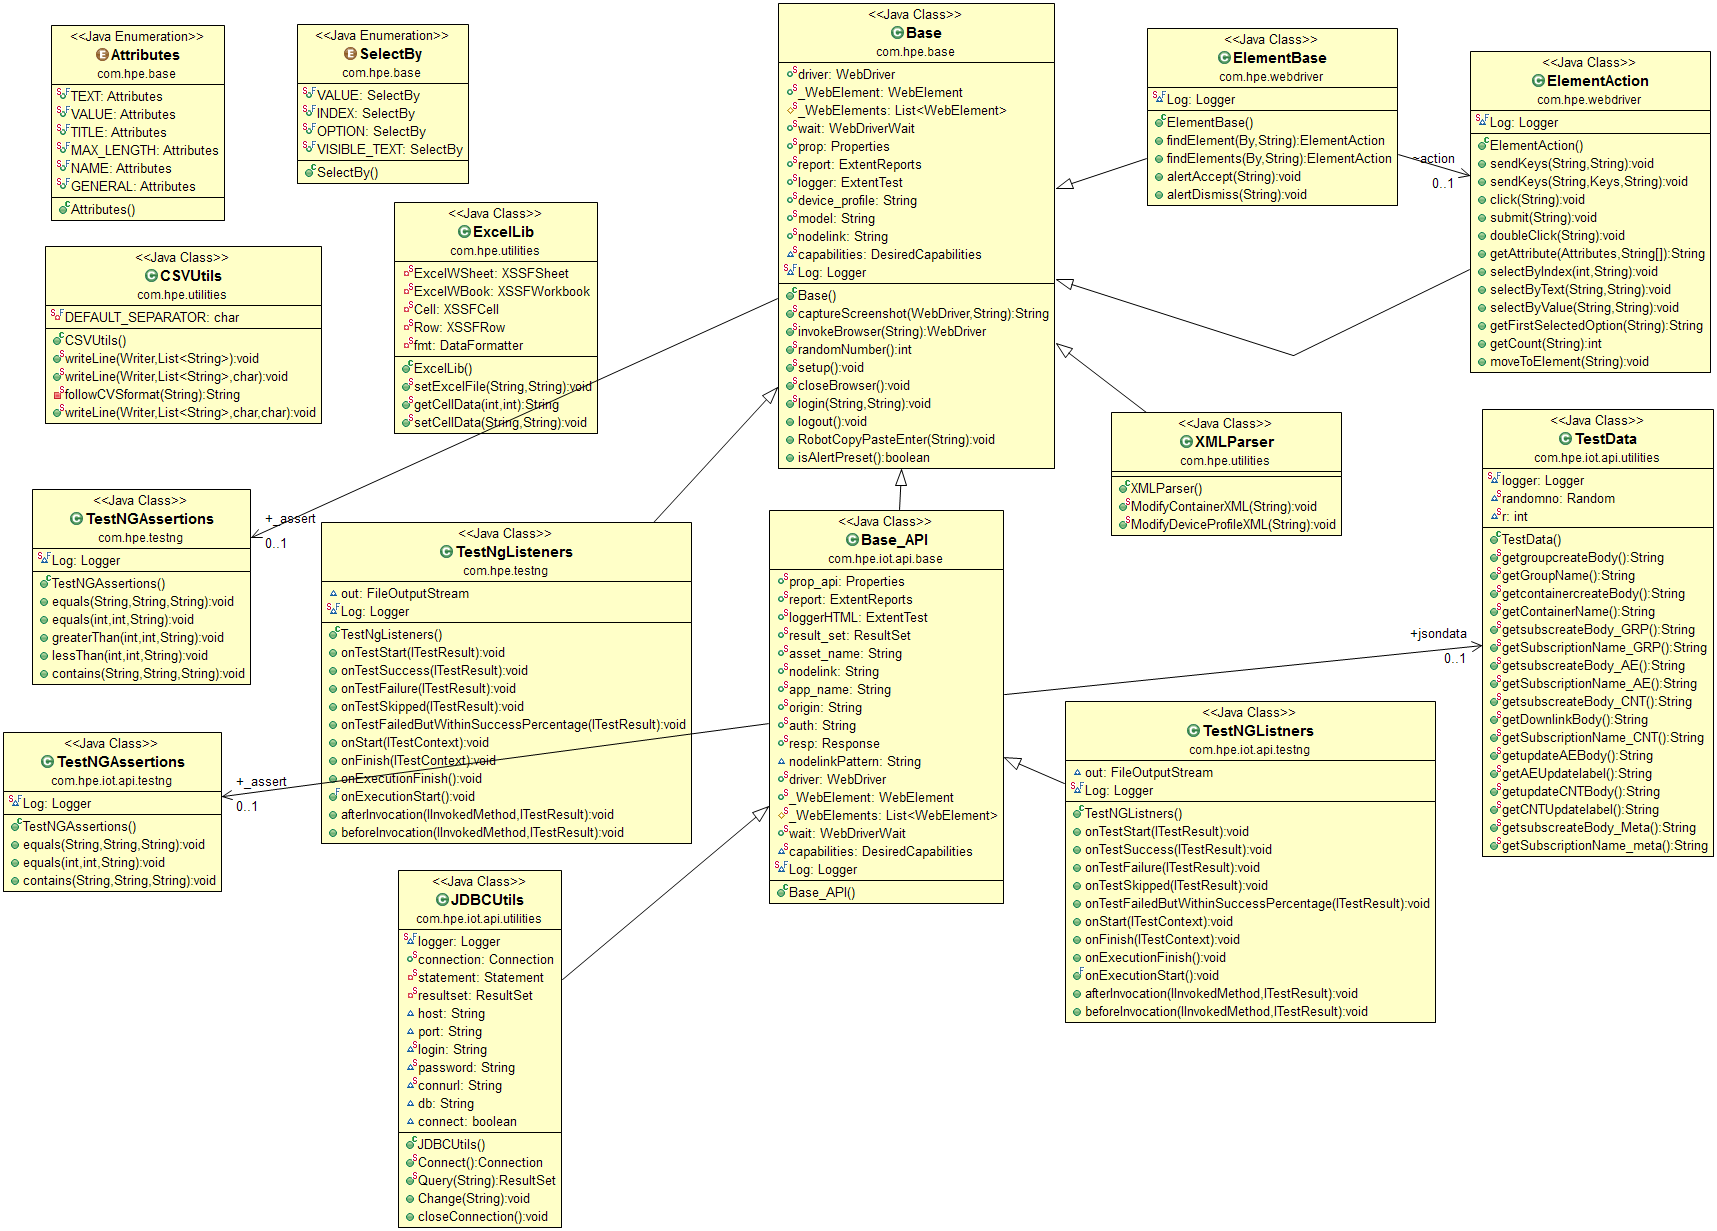 <<Java Enumeration>>
Attributes
com.hpe.base
TEXT: Attributes
VALUE: Attributes
TITLE: Attributes
MAX_LENGTH: Attributes
NAME: Attributes
GENERAL: Attributes
Attributes()
<<Java Enumeration>>
SelectBy
com.hpe.base
VALUE: SelectBy
INDEX: SelectBy
OPTION: SelectBy
VISIBLE_TEXT: SelectBy
SelectBy()
<<Java Class>>
Base
com.hpe.base
driver: WebDriver
_WebElement: WebElement
_WebElements: List<WebElement>
wait: WebDriverWait
prop: Properties
report: ExtentReports
logger: ExtentTest
device_profile: String
model: String
nodelink: String
capabilities: DesiredCapabilities
Log: Logger
Base()
captureScreenshot(WebDriver,String):String
invokeBrowser(String):WebDriver
randomNumber():int
setup():void
closeBrowser():void
login(String,String):void
logout():void
RobotCopyPasteEnter(String):void
isAlertPreset():boolean
<<Java Class>>
ElementBase
com.hpe.webdriver
Log: Logger
ElementBase()
findElement(By,String):ElementAction
findElements(By,String):ElementAction
alertAccept(String):void
alertDismiss(String):void
~action
0..1
<<Java Class>>
ElementAction
com.hpe.webdriver
Log: Logger
ElementAction()
sendKeys(String,String):void
sendKeys(String,Keys,String):void
click(String):void
submit(String):void
doubleClick(String):void
getAttribute(Attributes,String[]):String
selectByIndex(int,String):void
selectByText(String,String):void
selectByValue(String,String):void
getFirstSelectedOption(String):String
getCount(String):int
moveToElement(String):void
<<Java Class>>
CSVUtils
com.hpe.utilities
DEFAULT_SEPARATOR: char
CSVUtils()
writeLine(Writer,List<String>):void
writeLine(Writer,List<String>,char):void
followCVSformat(String):String
writeLine(Writer,List<String>,char,char):void
<<Java Class>>
ExcelLib
com.hpe.utilities
ExcelWSheet: XSSFSheet
ExcelWBook: XSSFWorkbook
Cell: XSSFCell
Row: XSSFRow
fmt: DataFormatter
ExcelLib()
setExcelFile(String,String):void
getCellData(int,int):String
setCellData(String,String):void
<<Java Class>>
XMLParser
com.hpe.utilities
XMLParser()
ModifyContainerXML(String):void
ModifyDeviceProfileXML(String):void
<<Java Class>>
TestData
com.hpe.iot.api.utilities
logger: Logger
randomno: Random
r: int
TestData()
getgroupcreateBody():String
getGroupName():String
getcontainercreateBody():String
getContainerName():String
getsubscreateBody_GRP():String
getSubscriptionName_GRP():String
getsubscreateBody_AE():String
getSubscriptionName_AE():String
getsubscreateBody_CNT():String
getDownlinkBody():String
getSubscriptionName_CNT():String
getupdateAEBody():String
getAEUpdatelabel():String
getupdateCNTBody():String
getCNTUpdatelabel():String
getsubscreateBody_Meta():String
getSubscriptionName_meta():String
<<Java Class>>
TestNGAssertions
com.hpe.testng
Log: Logger
TestNGAssertions()
equals(String,String,String):void
equals(int,int,String):void
greaterThan(int,int,String):void
lessThan(int,int,String):void
contains(String,String,String):void
+_assert
0..1
<<Java Class>>
TestNgListeners
com.hpe.testng
out: FileOutputStream
Log: Logger
TestNgListeners()
onTestStart(ITestResult):void
onTestSuccess(ITestResult):void
onTestFailure(ITestResult):void
onTestSkipped(ITestResult):void
onTestFailedButWithinSuccessPercentage(ITestResult):void
onStart(ITestContext):void
onFinish(ITestContext):void
onExecutionFinish():void
onExecutionStart():void
afterInvocation(IInvokedMethod,ITestResult):void
beforeInvocation(IInvokedMethod,ITestResult):void
<<Java Class>>
Base_API
com.hpe.iot.api.base
prop_api: Properties
report: ExtentReports
loggerHTML: ExtentTest
result_set: ResultSet
asset_name: String
nodelink: String
app_name: String
origin: String
auth: String
resp: Response
nodelinkPattern: String
driver: WebDriver
_WebElement: WebElement
_WebElements: List<WebElement>
wait: WebDriverWait
capabilities: DesiredCapabilities
Log: Logger
Base_API()
+jsondata
0..1
<<Java Class>>
TestNGAssertions
com.hpe.iot.api.testng
Log: Logger
TestNGAssertions()
equals(String,String,String):void
equals(int,int,String):void
contains(String,String,String):void
+_assert
0..1
<<Java Class>>
TestNGListners
com.hpe.iot.api.testng
out: FileOutputStream
Log: Logger
TestNGListners()
onTestStart(ITestResult):void
onTestSuccess(ITestResult):void
onTestFailure(ITestResult):void
onTestSkipped(ITestResult):void
onTestFailedButWithinSuccessPercentage(ITestResult):void
onStart(ITestContext):void
onFinish(ITestContext):void
onExecutionFinish():void
onExecutionStart():void
afterInvocation(IInvokedMethod,ITestResult):void
beforeInvocation(IInvokedMethod,ITestResult):void
<<Java Class>>
JDBCUtils
com.hpe.iot.api.utilities
logger: Logger
connection: Connection
statement: Statement
resultset: ResultSet
host: String
port: String
login: String
password: String
connurl: String
db: String
connect: boolean
JDBCUtils()
Connect():Connection
Query(String):ResultSet
Change(String):void
closeConnection():void